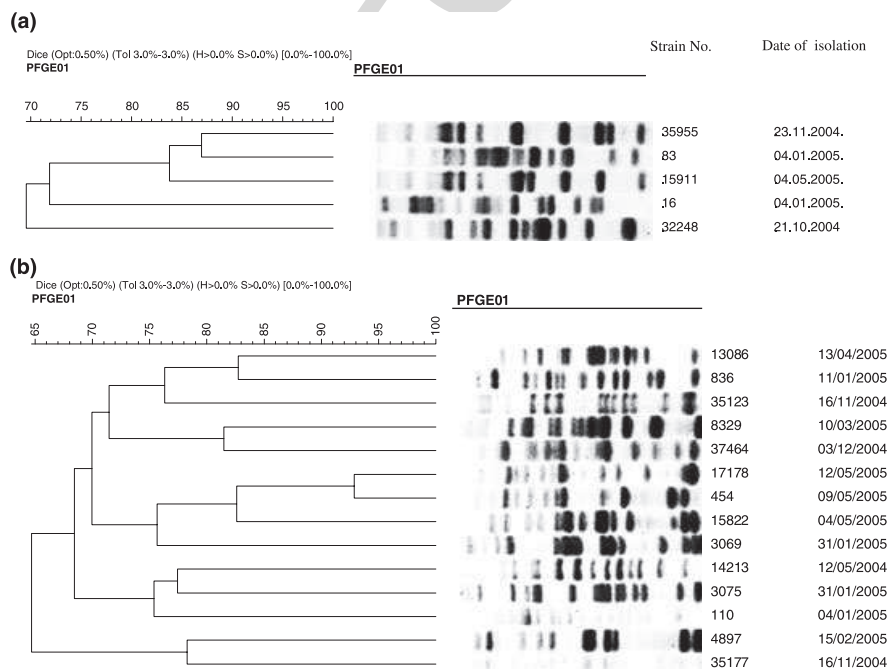 (a)
Strain No. Date of isolation
Dice (Opt:0.50%) (Tol 3.0%-3.0%) (H>0.0% S>0.0%) [0.0%-100.0%]
PFGE01 PFGE01
70 75 80 85 90 95 100
35955 23.11.2004.
83 04.01.2005.
15911 04.05.2005.
16 04.01.2005.
32248 21.10.2004
(b)
Dice (Opt:0.50%) (Tol 3.0%-3.0%) (H>0.0% S>0.0%) [0.0%-100.0%]
PFGE01 PFGE01
65 70 75 80 85 90 95 100
13086 13/04/2005
836 11/01/2005
35123 16/11/2004
8329 10/03/2005
37464 03/12/2004
17178 12/05/2005
454 09/05/2005
15822 04/05/2005
3069 31/01/2005
14213 12/05/2004
3075 31/01/2005
110 04/01/2005
4897 15/02/2005
35177 16/11/2004